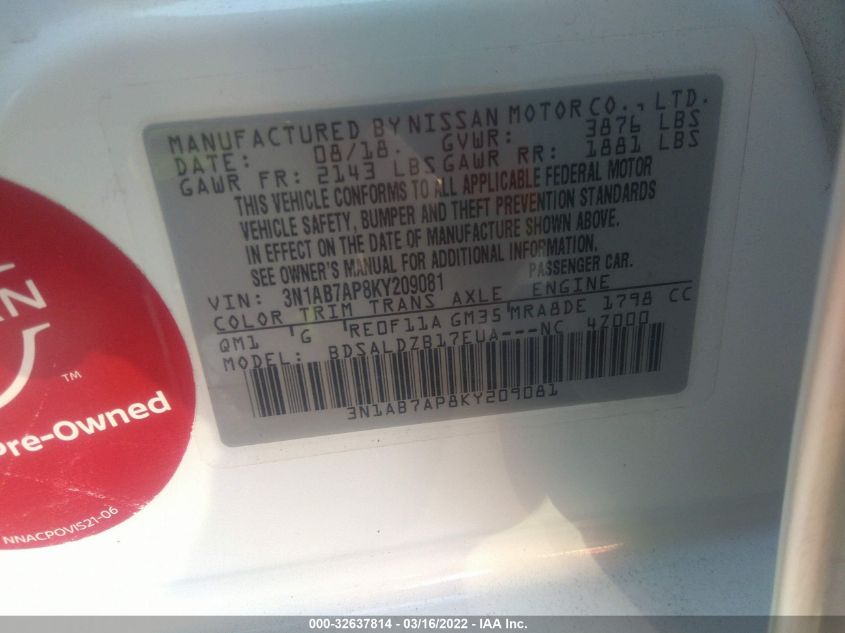 MANUFACTURED BY NISSAN MOTOR CO., LTD.
DATE: 08/18 GVWR: 3876 LBS
GAWR FR: 2143 LBS GAWR RR: 1881 LBS
THIS VEHICLE CONFORMS TO ALL APPLICABLE FEDERAL MOTOR
VEHICLE SAFETY, BUMPER AND THEFT PREVENTION STANDARDS
IN EFFECT ON THE DATE OF MANUFACTURE SHOWN ABOVE.
SEE OWNER'S MANUAL FOR ADDITIONAL INFORMATION.
VIN: 3N1AB7AP8KY209081 PASSENGER CAR.
COLOR TRIM TRANS AXLE ENGINE
QM1 G RE0F11A GM35 MRA8DE 1798 CC
MODEL: BDSALDZB17EUA---NC 4Z000
3N1AB7AP8KY209081
AN
TM
Pre-Owned
NNACPOVIS21-06
000-32637814 - 03/16/2022 - IAA Inc.